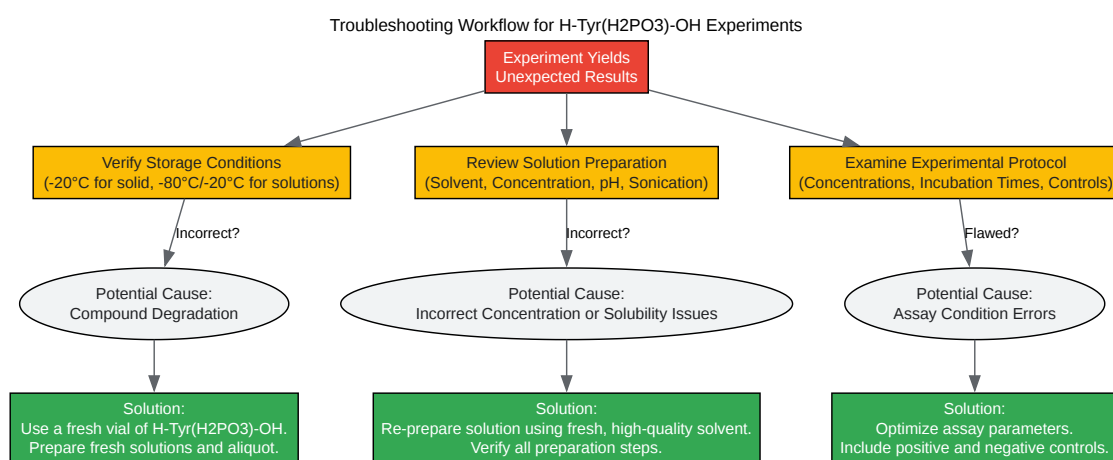 Troubleshooting Workflow for H-Tyr(H2PO3)-OH Experiments
Experiment Yields
Unexpected Results
Verify Storage Conditions
(-20°C for solid, -80°C/-20°C for solutions)
Review Solution Preparation
(Solvent, Concentration, pH, Sonication)
Examine Experimental Protocol
(Concentrations, Incubation Times, Controls)
Incorrect?
Incorrect?
Flawed?
Potential Cause:
Compound Degradation
Potential Cause:
Incorrect Concentration or Solubility Issues
Potential Cause:
Assay Condition Errors
Solution:
Use a fresh vial of H-Tyr(H2PO3)-OH.
Prepare fresh solutions and aliquot.
Solution:
Re-prepare solution using fresh, high-quality solvent.
Verify all preparation steps.
Solution:
Optimize assay parameters.
Include positive and negative controls.